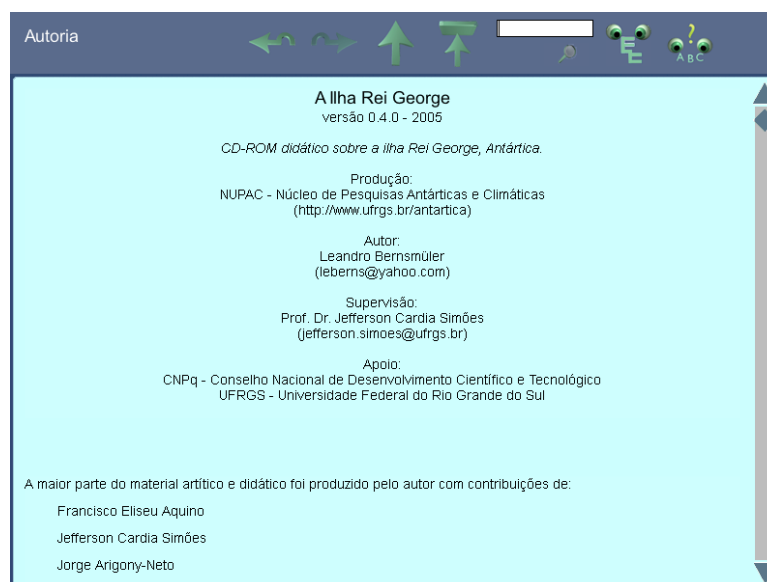 Autoria
E
E
A B C
?
A Ilha Rei George
versão 0.4.0 - 2005
CD-ROM didático sobre a ilha Rei George, Antártica.
Produção:
NUPAC - Núcleo de Pesquisas Antárticas e Climáticas
(http://www.ufrgs.br/antartica)
Autor:
Leandro Bernsmüler
(leberns@yahoo.com)
Supervisão:
Prof. Dr. Jefferson Cardia Simões
(jefferson.simoes@ufrgs.br)
Apoio:
CNPq - Conselho Nacional de Desenvolvimento Científico e Tecnológico
UFRGS - Universidade Federal do Rio Grande do Sul
A maior parte do material artítico e didático foi produzido pelo autor com contribuições de:
Francisco Eliseu Aquino
Jefferson Cardia Simões
Jorge Arigony-Neto